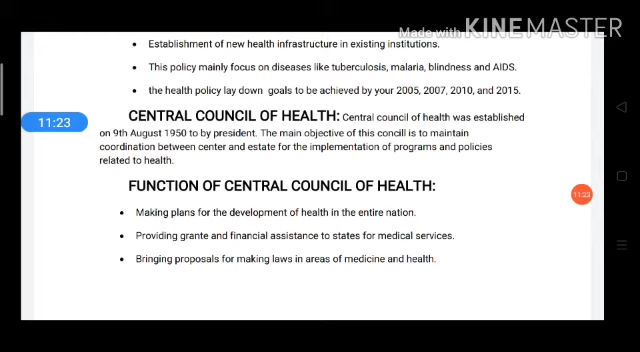 Made with KINEMASTER
Establishment of new health infrastructure in existing institutions.
This policy mainly focus on diseases like tuberculosis, malaria, blindness and AIDS.
the health policy lay down goals to be achieved by your 2005, 2007, 2010, and 2015.
CENTRAL COUNCIL OF HEALTH: Central council of health was established
11:23
on 9th August 1950 to by president. The main objective of this concill is to maintain
coordination between center and estate for the implementation of programs and policies
related to health.
FUNCTION OF CENTRAL COUNCIL OF HEALTH:
11:23
Making plans for the development of health in the entire nation.
Providing grante and financial assistance to states for medical services.
Bringing proposals for making laws in areas of medicine and health.